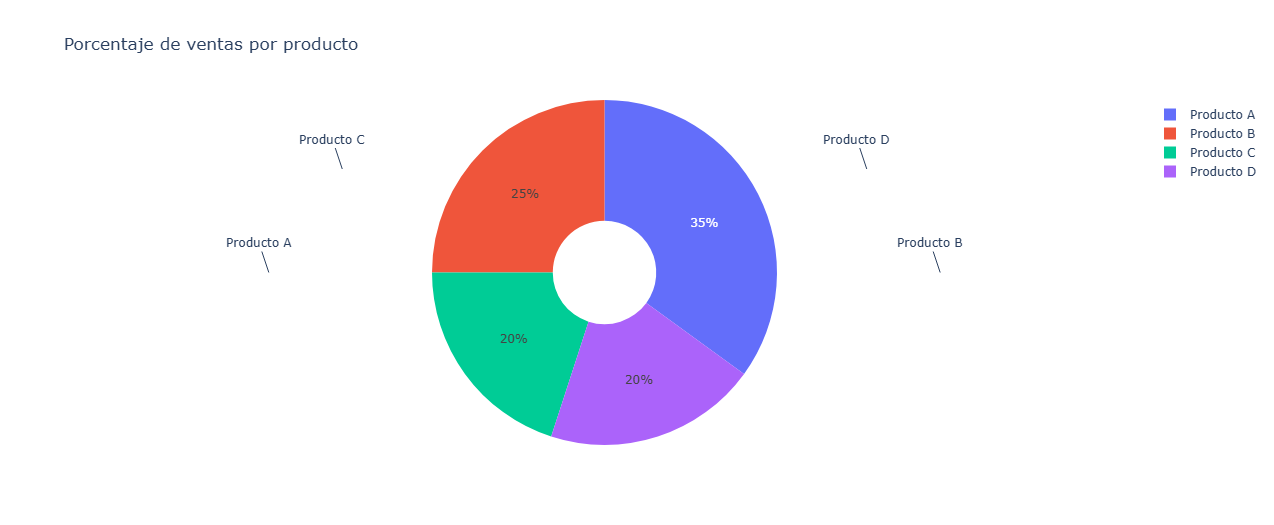 Porcentaje de ventas por producto
Producto C
Producto D
Producto A
Producto B
25%
35%
20%
20%
Producto A
Producto B
Producto C
Producto D